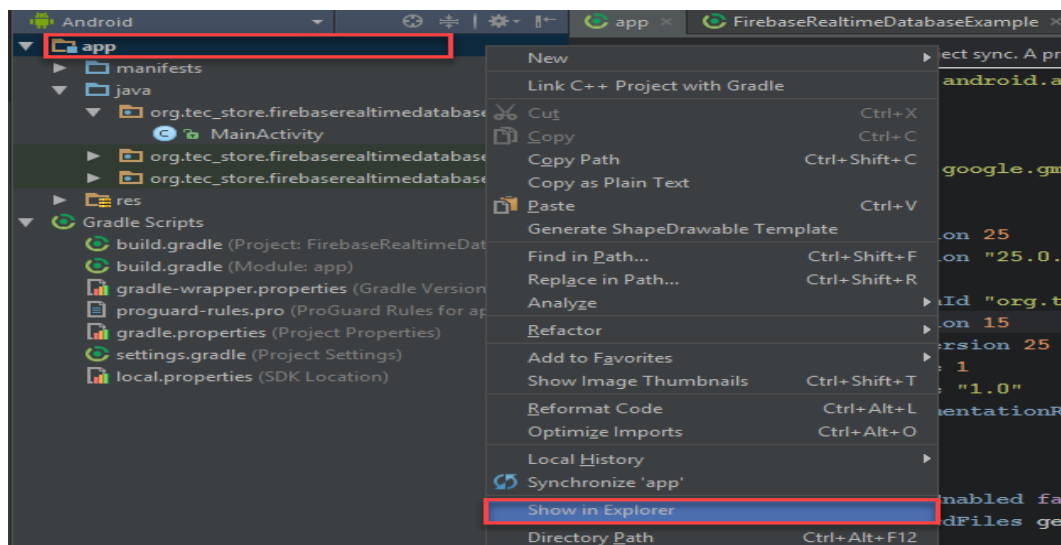 Android
app
FirebaseRealtimeDatabaseExample
app
manifests
java
org.tec_store.firebaserealtimedatabase
MainActivity
org.tec_store.firebaserealtimedatabase
org.tec_store.firebaserealtimedatabase
res
Gradle Scripts
build.gradle (Project: FirebaseRealtimeDat
build.gradle (Module: app)
gradle-wrapper.properties (Gradle Version
proguard-rules.pro (ProGuard Rules for ap
gradle.properties (Project Properties)
settings.gradle (Project Settings)
local.properties (SDK Location)
New
Link C++ Project with Gradle
Cut Ctrl+X
Copy Ctrl+C
Copy Path Ctrl+Shift+C
Copy as Plain Text
Paste Ctrl+V
Generate ShapeDrawable Template
Find in Path... Ctrl+Shift+F
Replace in Path... Ctrl+Shift+R
Analyze
Refactor
Add to Favorites
Show Image Thumbnails Ctrl+Shift+T
Reformat Code Ctrl+Alt+L
Optimize Imports Ctrl+Alt+O
Local History
Synchronize 'app'
Show in Explorer
Directory Path Ctrl+Alt+F12
ect sync. A pr
android.a
google.gm
on 25
on "25.0.
Id "org.t
on 15
rsion 25
1
"1.0"
entationR
nabled fa
dFiles ge